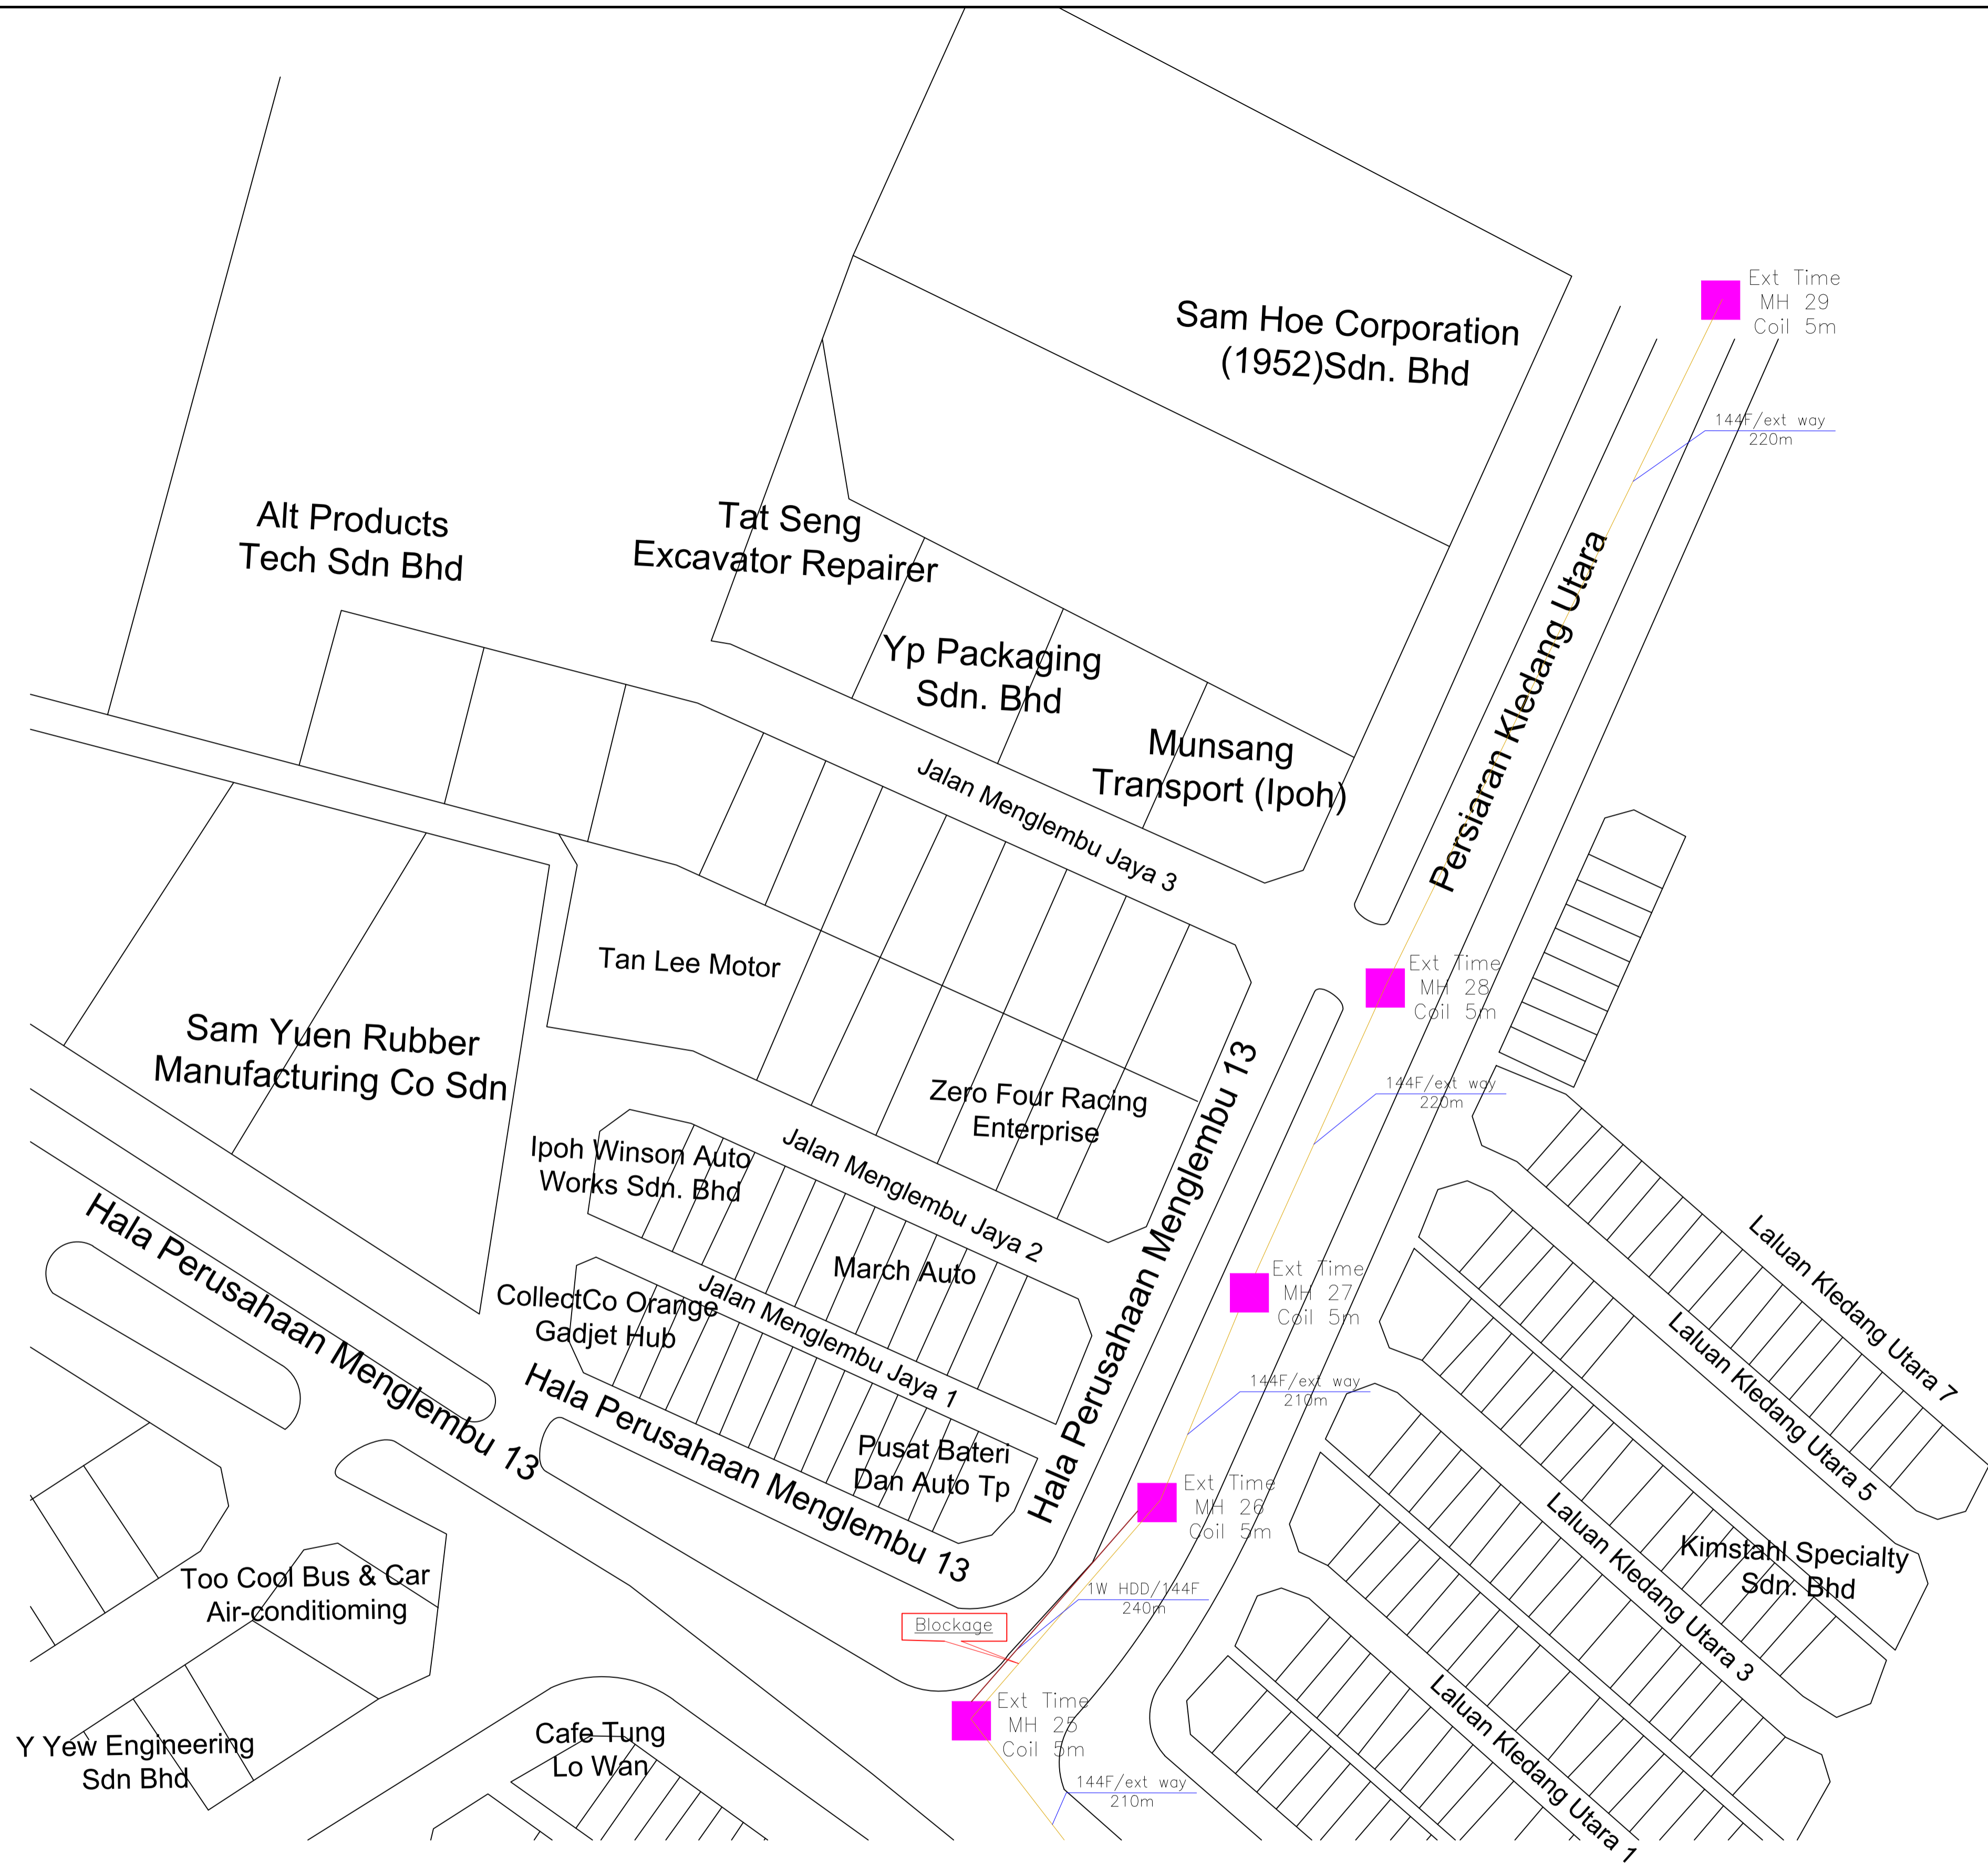 Ext Time
MH 29
Coil 5m
Sam Hoe Corporation
(1952)Sdn. Bhd
144F/ext way
220m
Alt Products
Tech Sdn Bhd
Tat Seng
Excavator Repairer
Persiaran Kledang Utara
Yp Packaging
Sdn. Bhd
Munsang
Transport (Ipoh)
Jalan Menglembu Jaya 3
Tan Lee Motor
Ext Time
MH 28
Coil 5m
Sam Yuen Rubber
Manufacturing Co Sdn
Zero Four Racing
Enterprise
144F/ext way
220m
Hala Perusahaan Menglembu 13
Ipoh Winson Auto
Works Sdn. Bhd
Jalan Menglembu Jaya 2
Hala Perusahaan Menglembu 13
March Auto
Ext Time
MH 27
Coil 5m
Laluan Kledang Utara 7
CollectCo Orange
Gadjet Hub
Jalan Menglembu Jaya 1
Laluan Kledang Utara 5
144F/ext way
210m
Hala Perusahaan Menglembu 13
Pusat Bateri
Dan Auto Tp
Ext Time
MH 26
Coil 5m
Laluan Kledang Utara 3
Kimstahl Specialty
Sdn. Bhd
Too Cool Bus & Car
Air-conditioming
1W HDD/144F
240m
Blockage
Laluan Kledang Utara 1
Ext Time
MH 25
Coil 5m
Y Yew Engineering
Sdn Bhd
Cafe Tung
Lo Wan
144F/ext way
210m